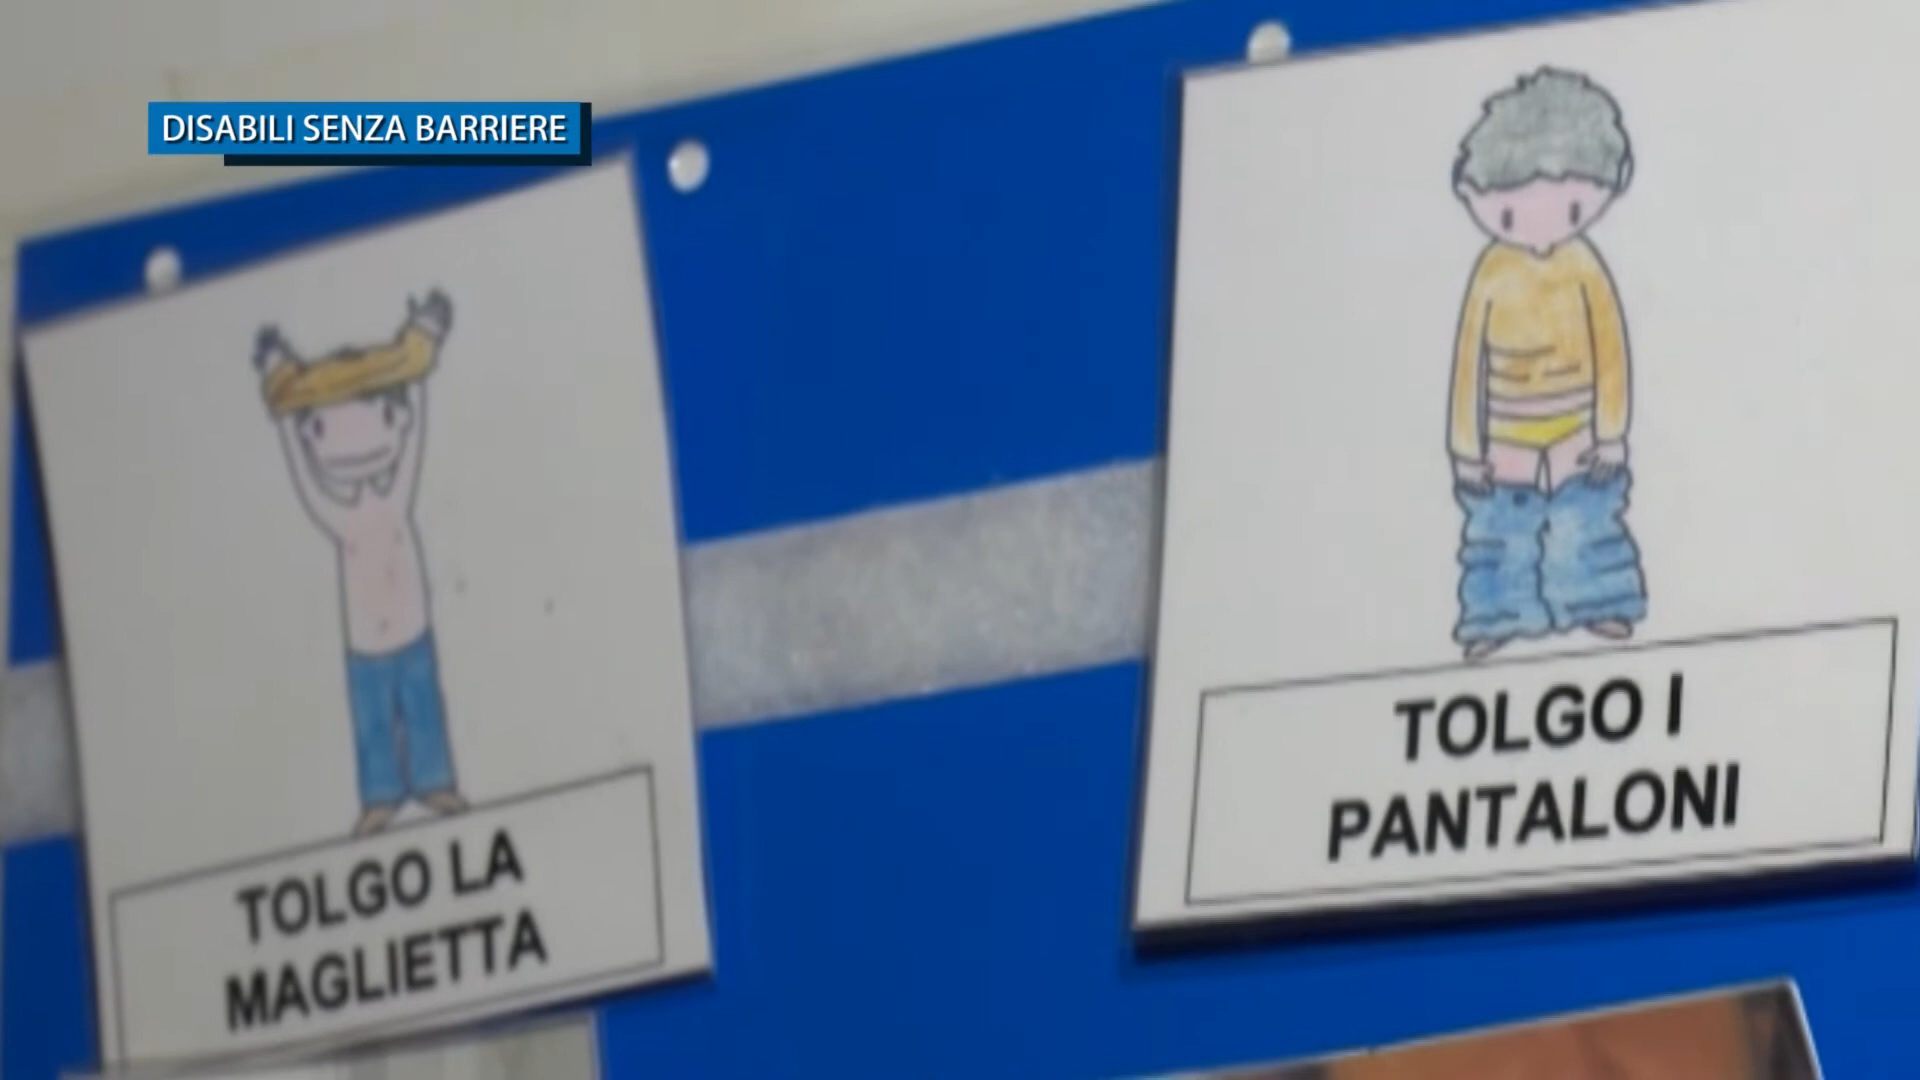 DISABILI SENZA BARRIERE
TOLGO LA
MAGLIETTA
TOLGO I
PANTALONI